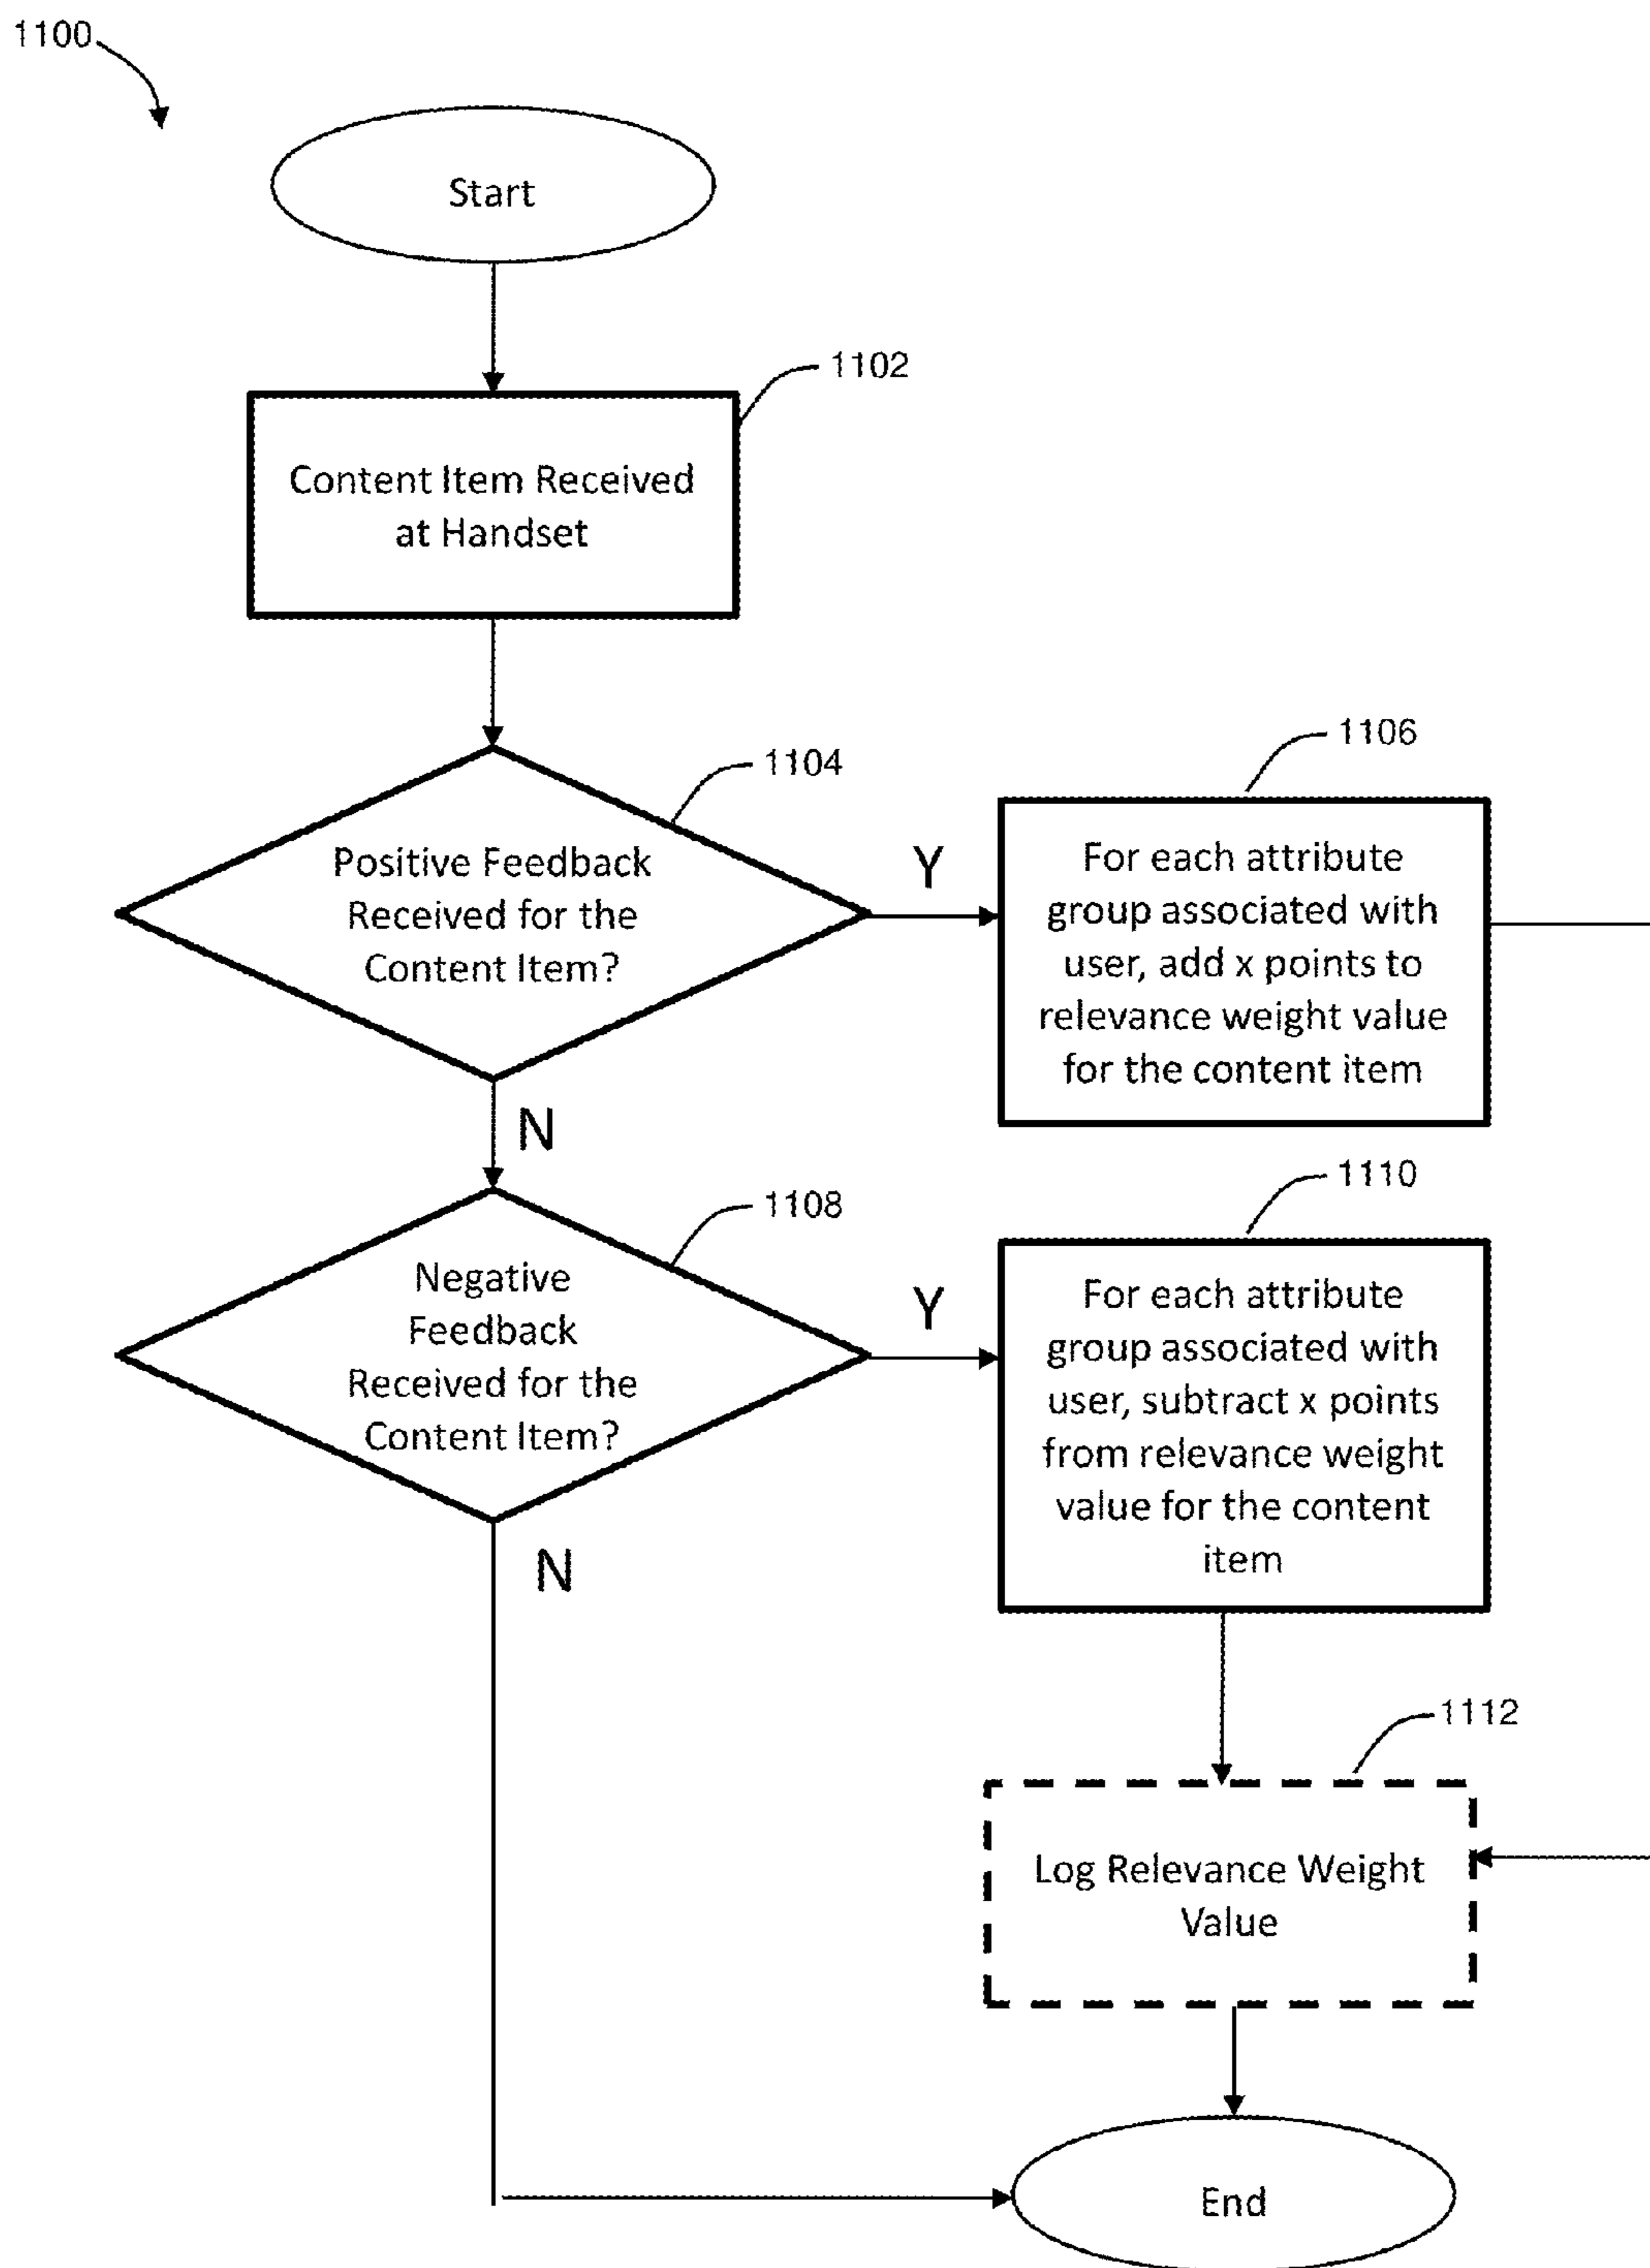 1100
Start
1102
Content Item Received
at Handset
1104
Positive Feedback
Received for the
Content Item?
Y
1106
For each attribute
group associated with
user, add x points to
relevance weight value
for the content item
N
1108
Negative
Feedback
Received for the
Content Item?
Y
1110
For each attribute
group associated with
user, subtract x points
from relevance weight
value for the content
item
N
1112
Log Relevance Weight
Value
End